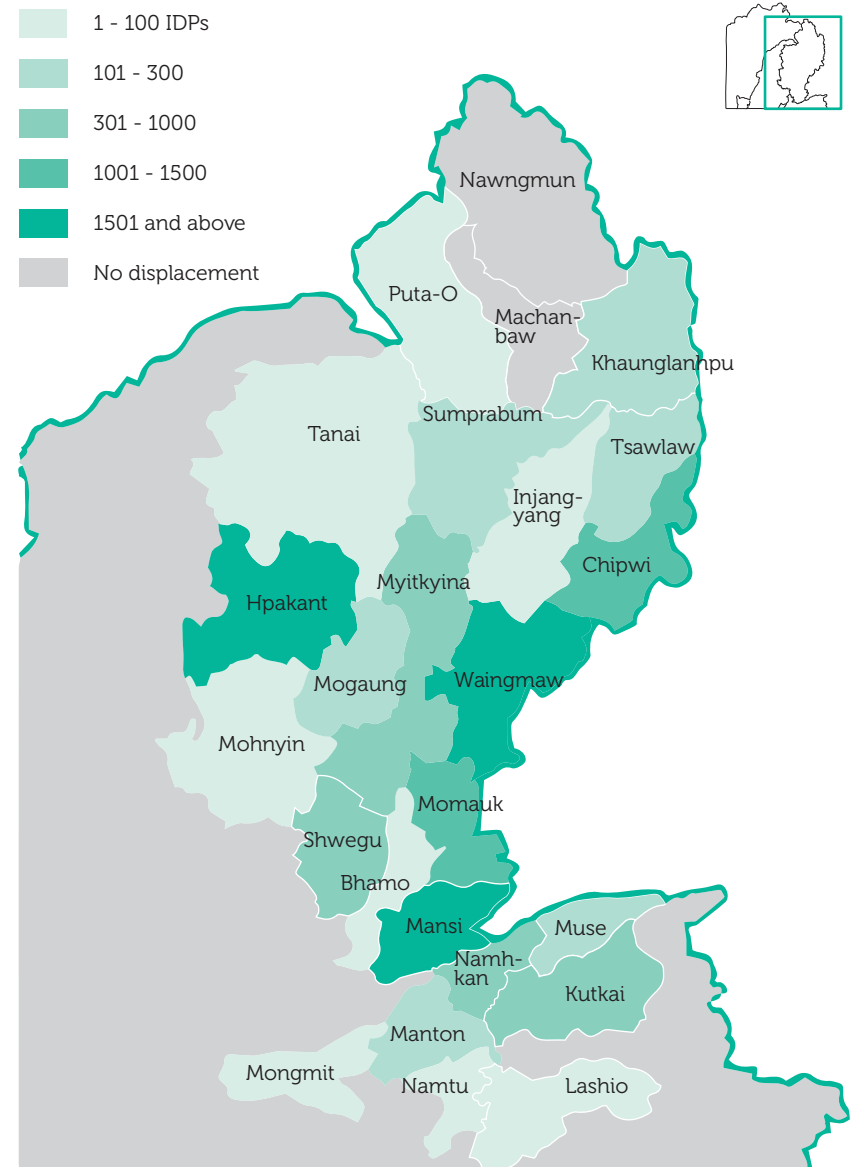 1 - 100 IDPs
101 - 300
301 - 1000
1001 - 1500
1501 and above
No displacement
Nawngmun
Puta-O
Machan-
baw
Khaunglanhpu
Sumprabum
Tanai
Tsawlaw
Injang-
yang
Chipwi
Myitkyina
Hpakant
Mogaung
Waingmaw
Mohnyin
Momauk
Shwegu
Bhamo
Mansi
Muse
Namh-
kan
Kutkai
Manton
Mongmit
Namtu
Lashio